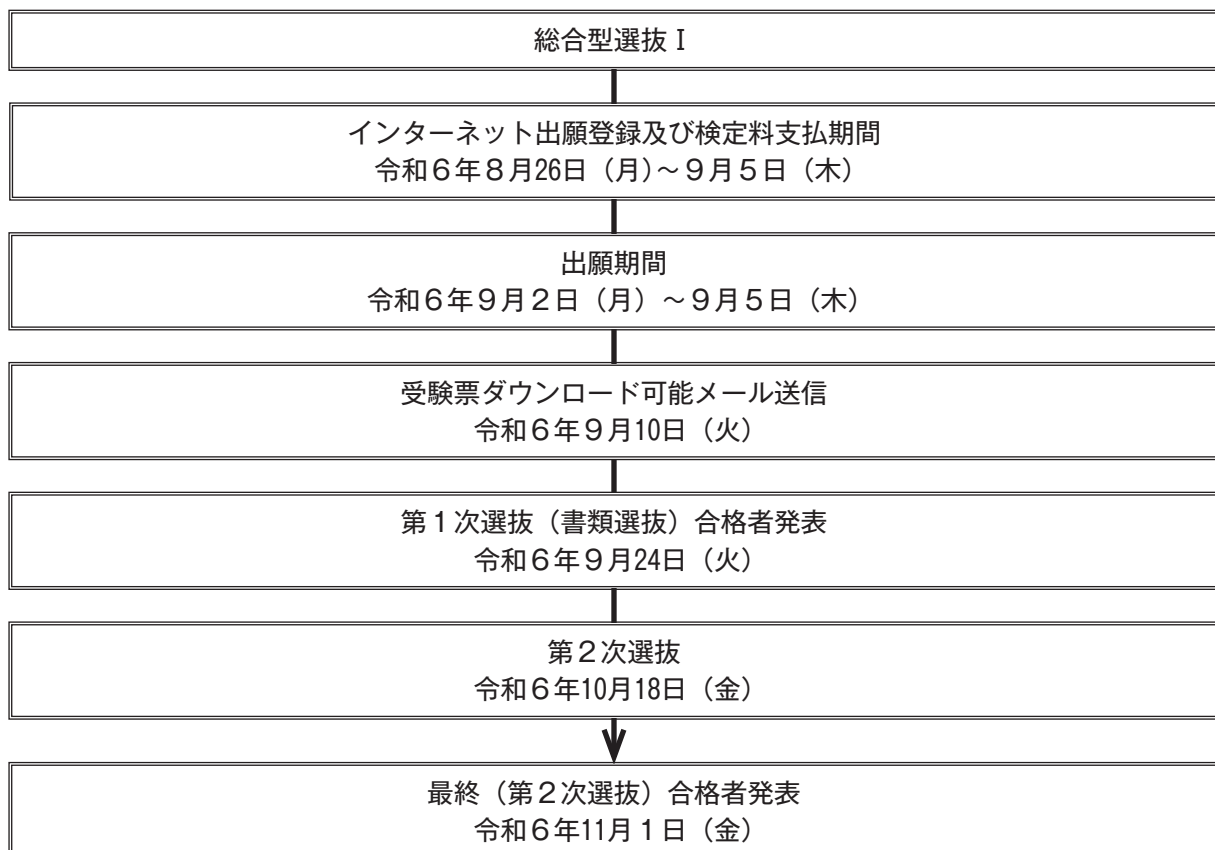 総合型選抜Ⅰ
インターネット出願登録及び検定料支払期間
令和６年８月26日（月）～９月５日（木）
出願期間
令和６年９月２日（月）～９月５日（木）
受験票ダウンロード可能メール送信
令和６年９月10日（火）
第１次選抜（書類選抜）合格者発表
令和６年９月24日（火）
第２次選抜
令和６年10月18日（金）
最終（第２次選抜）合格者発表
令和６年11月１日（金）